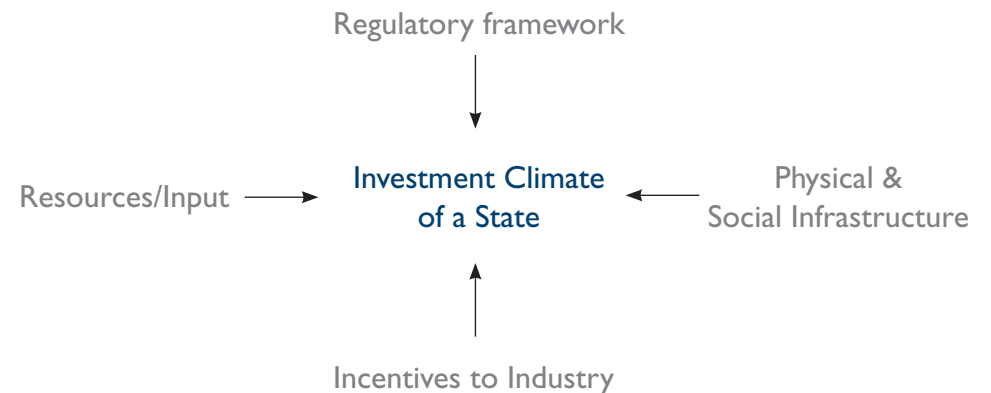 Regulatory framework
Resources/Input
Investment Climate
of a State
Physical &
Social Infrastructure
Incentives to Industry